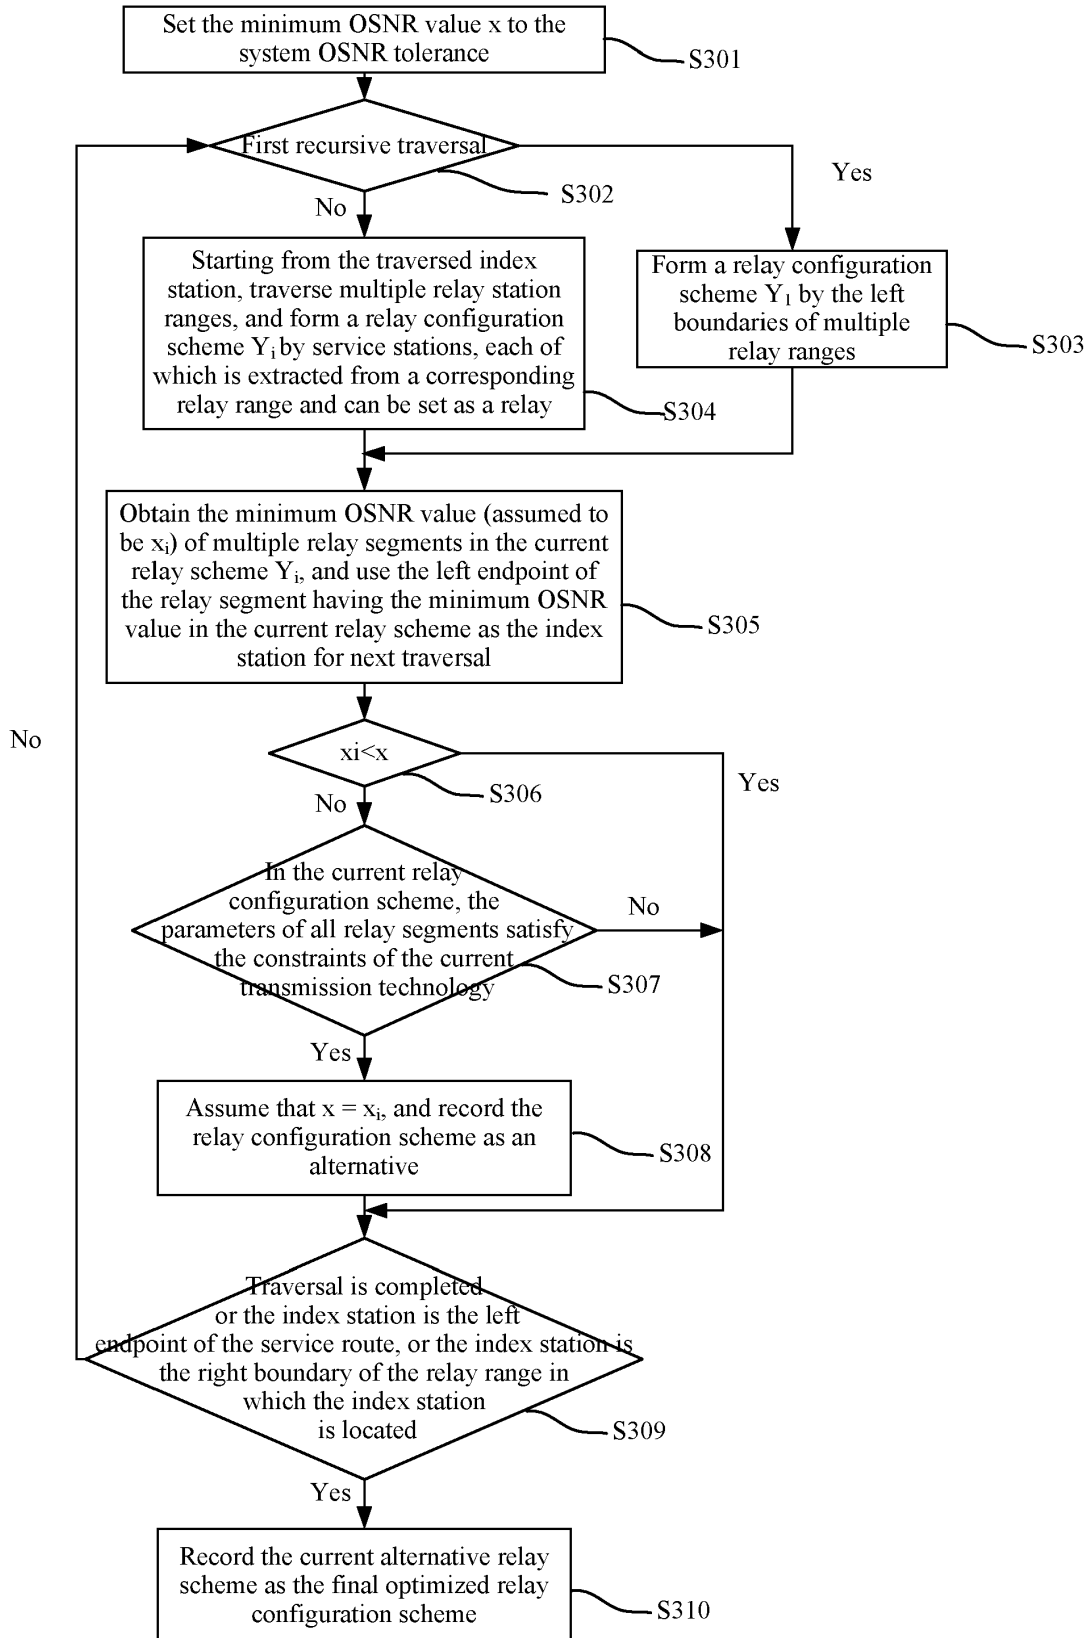 Set the minimum OSNR value x to the
system OSNR tolerance
S301
First recursive traversal
Yes
S302
No
Starting from the traversed index
station, traverse multiple relay station
ranges, and form a relay configuration
scheme Yi by service stations, each of
which is extracted from a corresponding
relay range and can be set as a relay
S304
Form a relay configuration
scheme Y1 by the left
boundaries of multiple
relay ranges
S303
Obtain the minimum OSNR value (assumed to
be xi) of multiple relay segments in the current
relay scheme Yi, and use the left endpoint of
the relay segment having the minimum OSNR
value in the current relay scheme as the index
station for next traversal
S305
No
xi<x
Yes
S306
No
In the current relay
configuration scheme, the
parameters of all relay segments satisfy
the constraints of the current
transmission technology
No
S307
Yes
Assume that x = xi, and record the
relay configuration scheme as an
alternative
S308
Traversal is completed
or the index station is the left
endpoint of the service route, or the index station is
the right boundary of the relay range in
which the index station
is located
S309
Yes
Record the current alternative relay
scheme as the final optimized relay
configuration scheme
S310